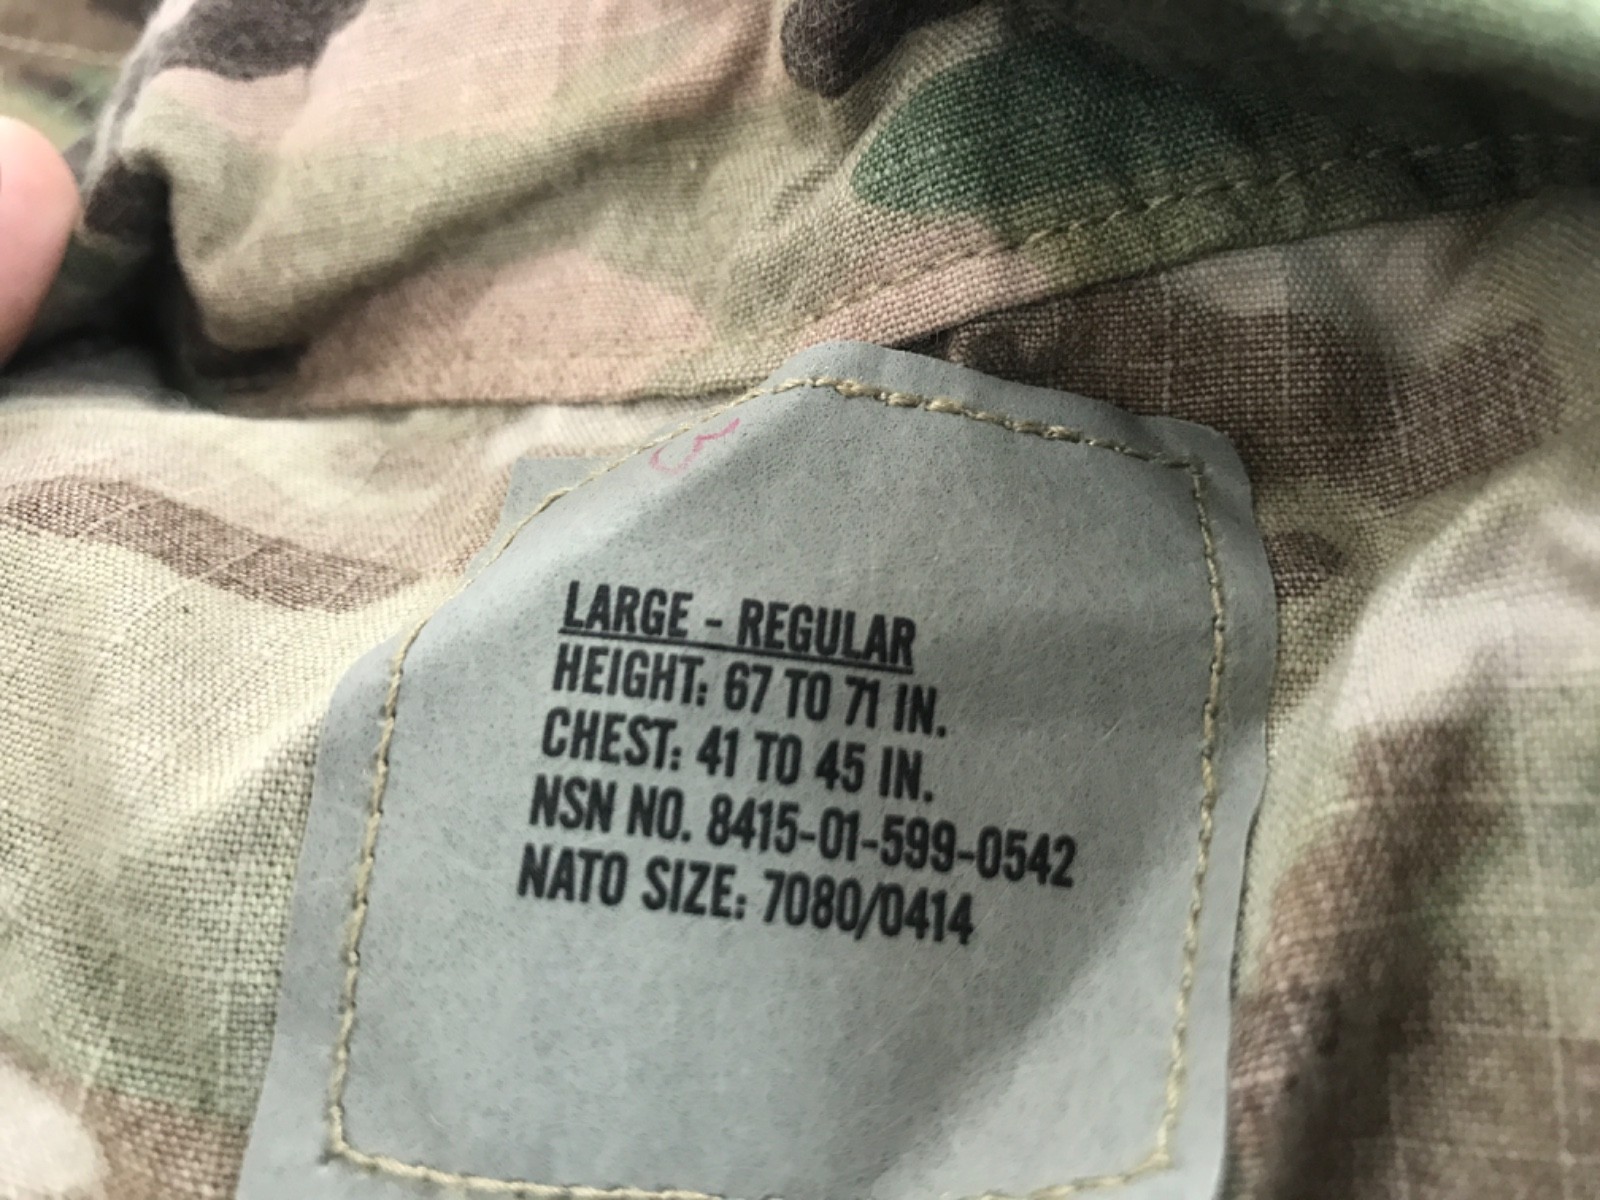 LARGE - REGULAR
HEIGHT: 67 TO 71 IN.
CHEST: 41 TO 45 IN.
NSN NO. 8415-01-599-0542
NATO SIZE: 7080/0414